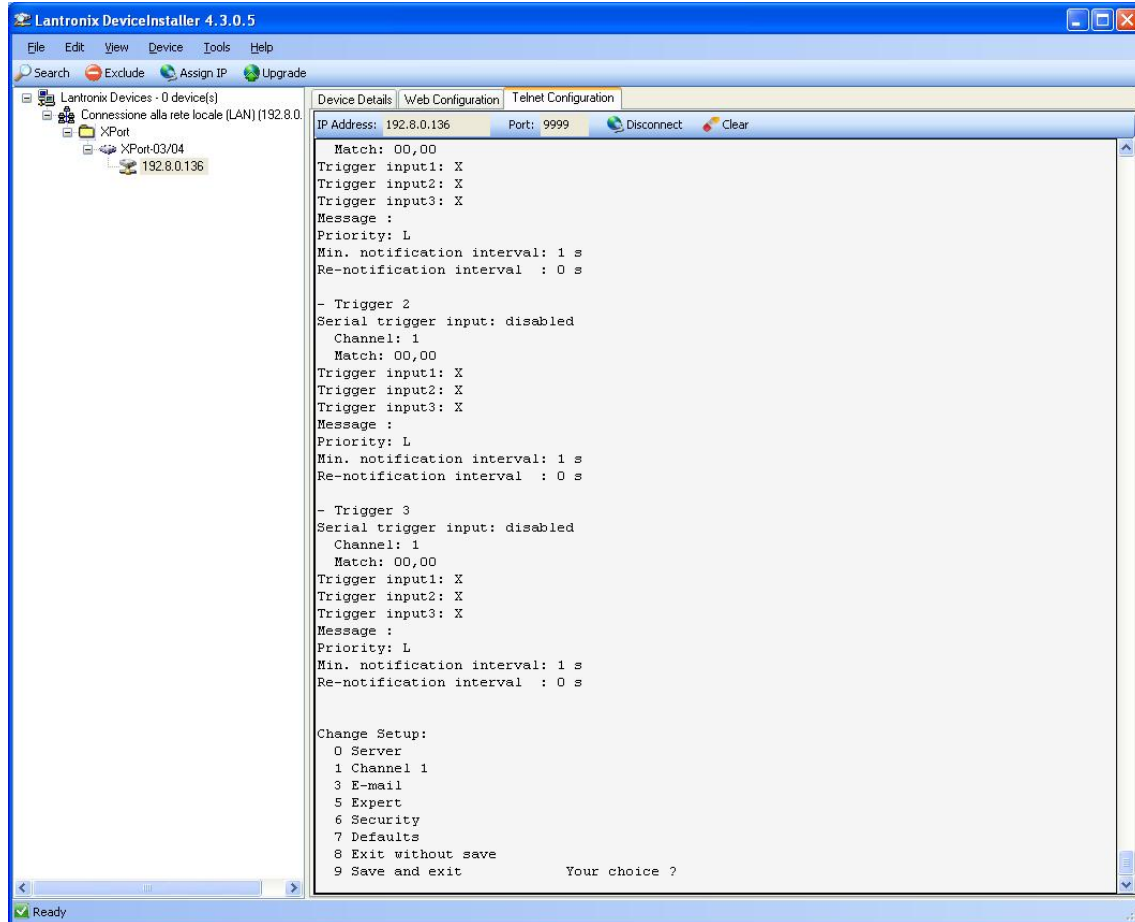 Lantronix DeviceInstaller 4.3.0.5
File Edit View Device Tools Help
Search Exclude Assign IP Upgrade
Lantronix Devices - 0 device(s)
Connessione alla rete locale (LAN) (192.8.0.
XPort
XPort-03/04
192.8.0.136
Device Details Web Configuration Telnet Configuration
IP Address: 192.8.0.136 Port: 9999 Disconnect Clear
Match: 00,00
Trigger input1: X
Trigger input2: X
Trigger input3: X
Message :
Priority: L
Min. notification interval: 1 s
Re-notification interval : 0 s
- Trigger 2
Serial trigger input: disabled
Channel: 1
Match: 00,00
Trigger input1: X
Trigger input2: X
Trigger input3: X
Message :
Priority: L
Min. notification interval: 1 s
Re-notification interval : 0 s
- Trigger 3
Serial trigger input: disabled
Channel: 1
Match: 00,00
Trigger input1: X
Trigger input2: X
Trigger input3: X
Message :
Priority: L
Min. notification interval: 1 s
Re-notification interval : 0 s
Change Setup:
0 Server
1 Channel 1
3 E-mail
5 Expert
6 Security
7 Defaults
8 Exit without save
9 Save and exit Your choice ?
Ready